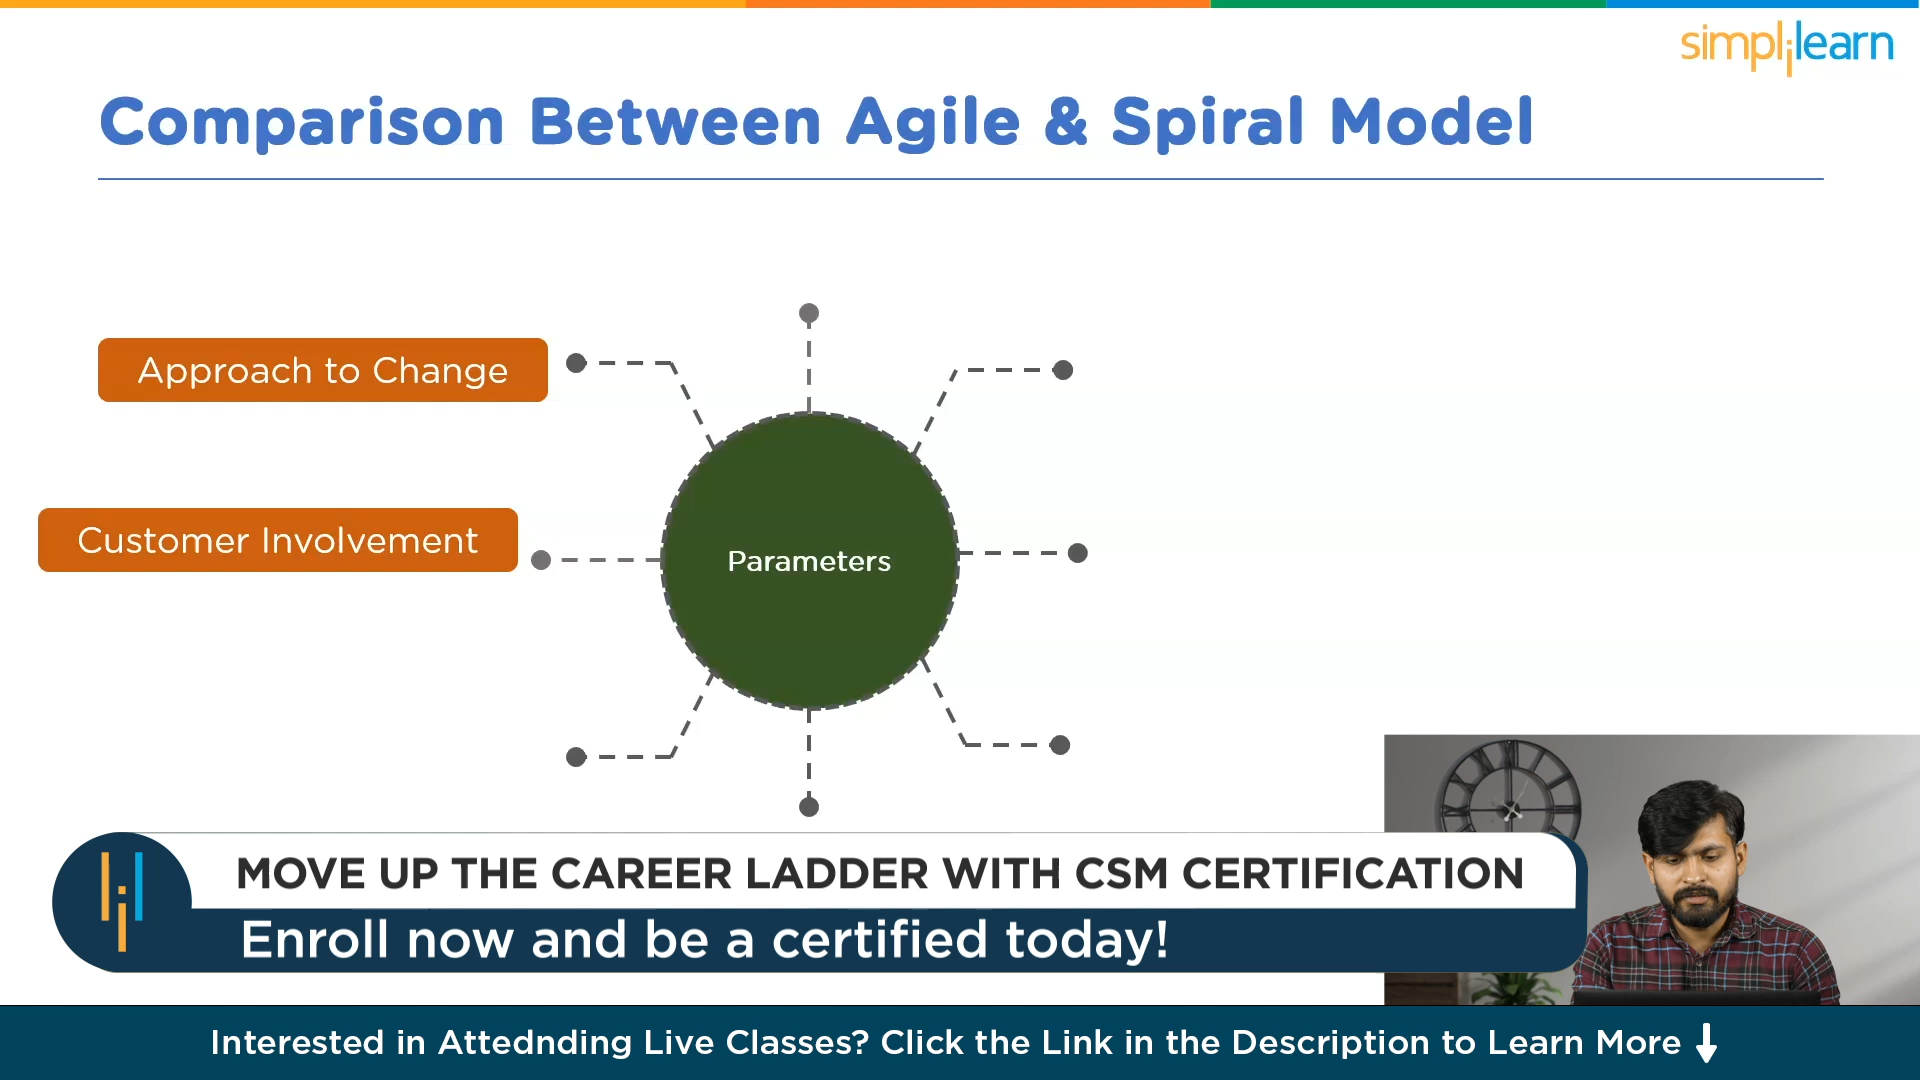 simplilearn
Comparison Between Agile & Spiral Model
Approach to Change
Customer Involvement
Parameters
MOVE UP THE CAREER LADDER WITH CSM CERTIFICATION
Enroll now and be a certified today!
Interested in Attednding Live Classes? Click the Link in the Description to Learn More